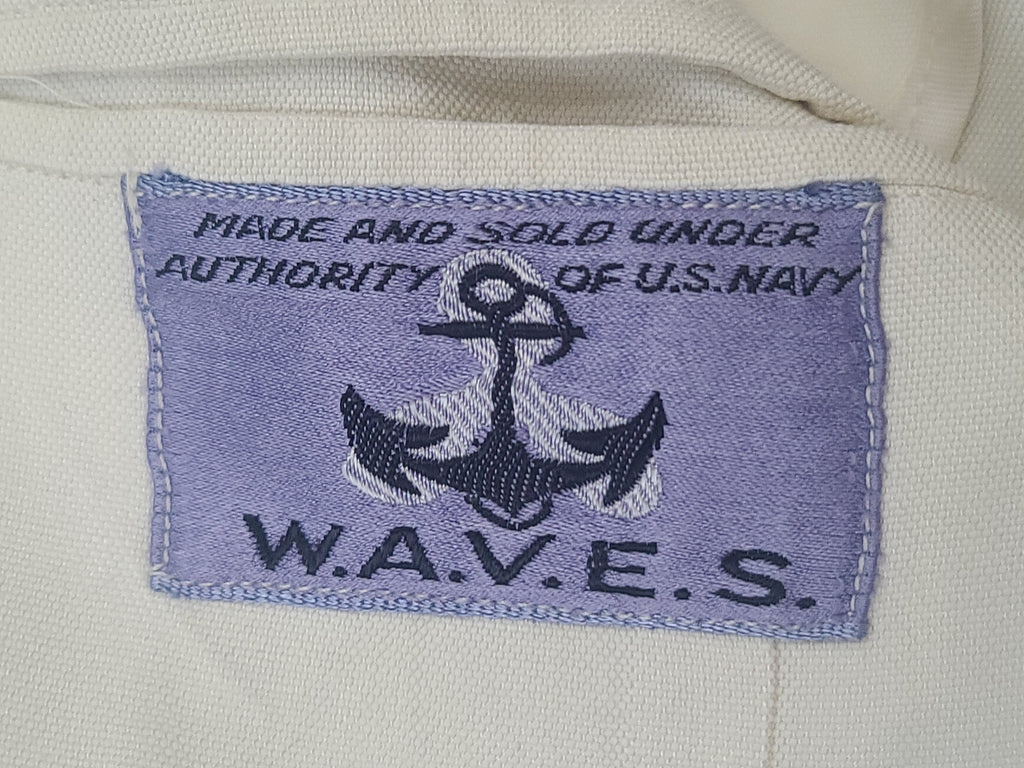 MADE AND SOLD UNDER
AUTHORITY OF U.S. NAVY
W.A.V.E.S.